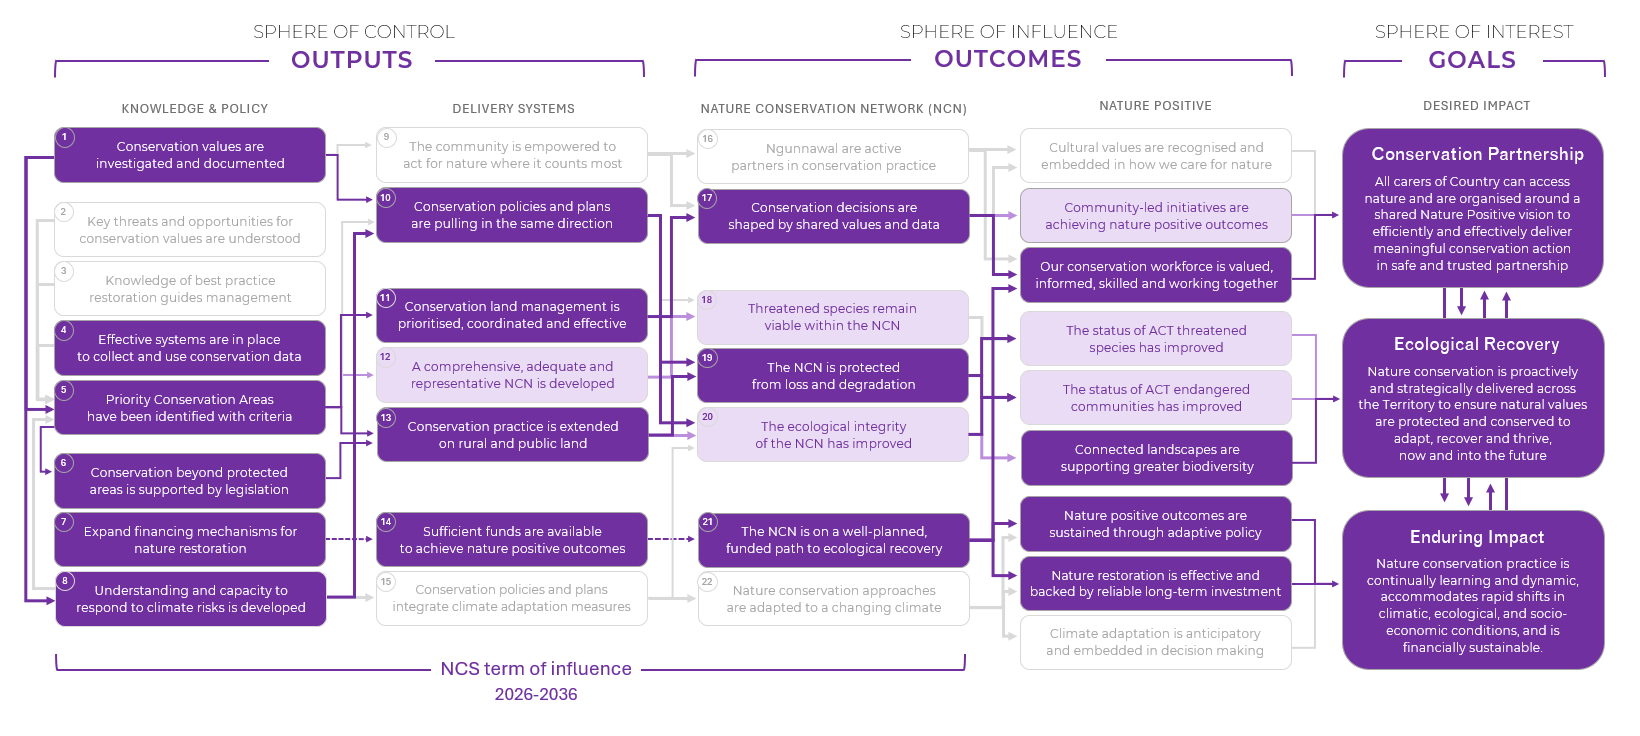 SPHERE OF CONTROL
OUTPUTS
SPHERE OF INFLUENCE
OUTCOMES
SPHERE OF INTEREST
GOALS
KNOWLEDGE & POLICY
DELIVERY SYSTEMS
NATURE CONSERVATION NETWORK (NCN)
NATURE POSITIVE
DESIRED IMPACT
1
Conservation values are
investigated and documented
2
Key threats and opportunities for
conservation values are understood
3
Knowledge of best practice
restoration guides management
4
Effective systems are in place
to collect and use conservation data
5
Priority Conservation Areas
have been identified with criteria
6
Conservation beyond protected
areas is supported by legislation
7
Expand financing mechanisms for
nature restoration
8
Understanding and capacity to
respond to climate risks is developed
9
The community is empowered to
act for nature where it counts most
10
Conservation policies and plans
are pulling in the same direction
11
Conservation land management is
prioritised, coordinated and effective
12
A comprehensive, adequate and
representative NCN is developed
13
Conservation practice is extended
on rural and public land
14
Sufficient funds are available
to achieve nature positive outcomes
15
Conservation policies and plans
integrate climate adaptation measures
16
Ngunnawal are active
partners in conservation practice
17
Conservation decisions are
shaped by shared values and data
18
Threatened species remain
viable within the NCN
19
The NCN is protected
from loss and degradation
20
The ecological integrity
of the NCN has improved
21
The NCN is on a well-planned,
funded path to ecological recovery
22
Nature conservation approaches
are adapted to a changing climate
Cultural values are recognised and
embedded in how we care for nature
Community-led initiatives are
achieving nature positive outcomes
Our conservation workforce is valued,
informed, skilled and working together
The status of ACT threatened
species has improved
The status of ACT endangered
communities has improved
Connected landscapes are
supporting greater biodiversity
Nature positive outcomes are
sustained through adaptive policy
Nature restoration is effective and
backed by reliable long-term investment
Climate adaptation is anticipatory
and embedded in decision making
Conservation Partnership
All carers of Country can access
nature and are organised around a
shared Nature Positive vision to
efficiently and effectively deliver
meaningful conservation action
in safe and trusted partnership
Ecological Recovery
Nature conservation is proactively
and strategically delivered across
the Territory to ensure natural values
are protected and conserved to
adapt, recover and thrive,
now and into the future
Enduring Impact
Nature conservation practice is
continually learning and dynamic,
accommodates rapid shifts in
climatic, ecological, and socio-
economic conditions, and is
financially sustainable.
NCS term of influence
2026-2036